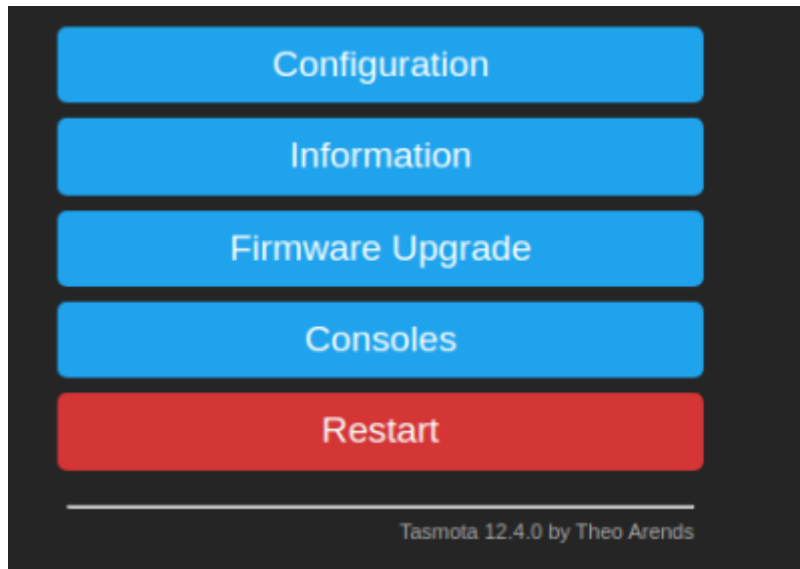 Configuration
Information
Firmware Upgrade
Consoles
Restart
Tasmota 12.4.0 by Theo Arends